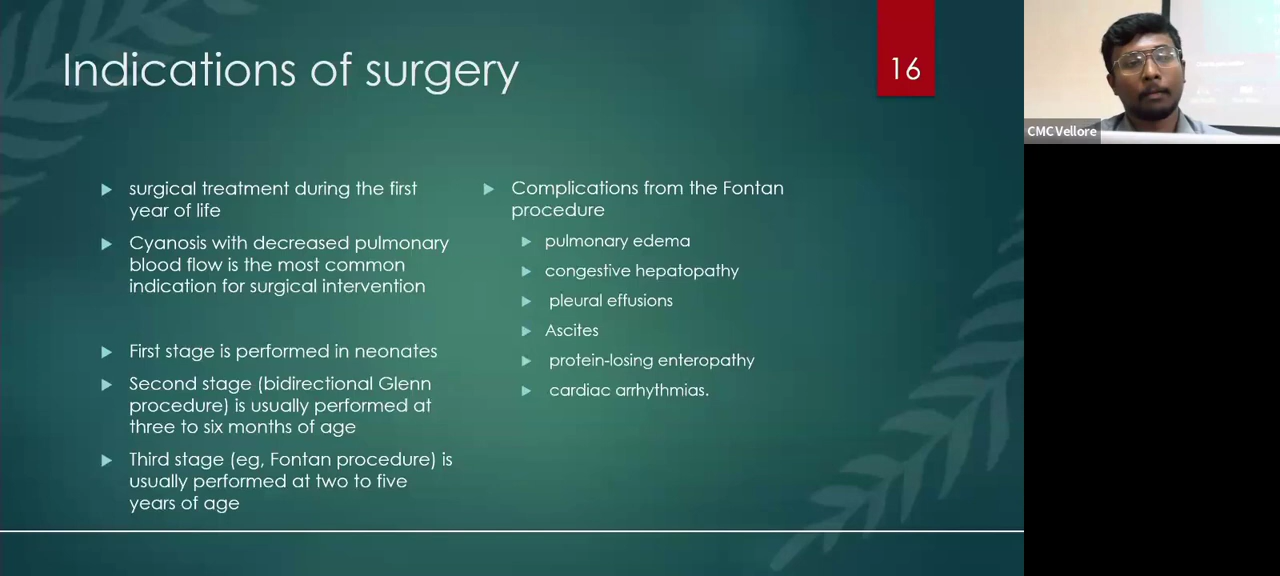 Indications of surgery
16
surgical treatment during the first
year of life
Cyanosis with decreased pulmonary
blood flow is the most common
indication for surgical intervention
First stage is performed in neonates
Second stage (bidirectional Glenn
procedure) is usually performed at
three to six months of age
Third stage (eg, Fontan procedure) is
usually performed at two to five
years of age
Complications from the Fontan
procedure
pulmonary edema
congestive hepatopathy
pleural effusions
Ascites
protein-losing enteropathy
cardiac arrhythmias.
CMC Vellore